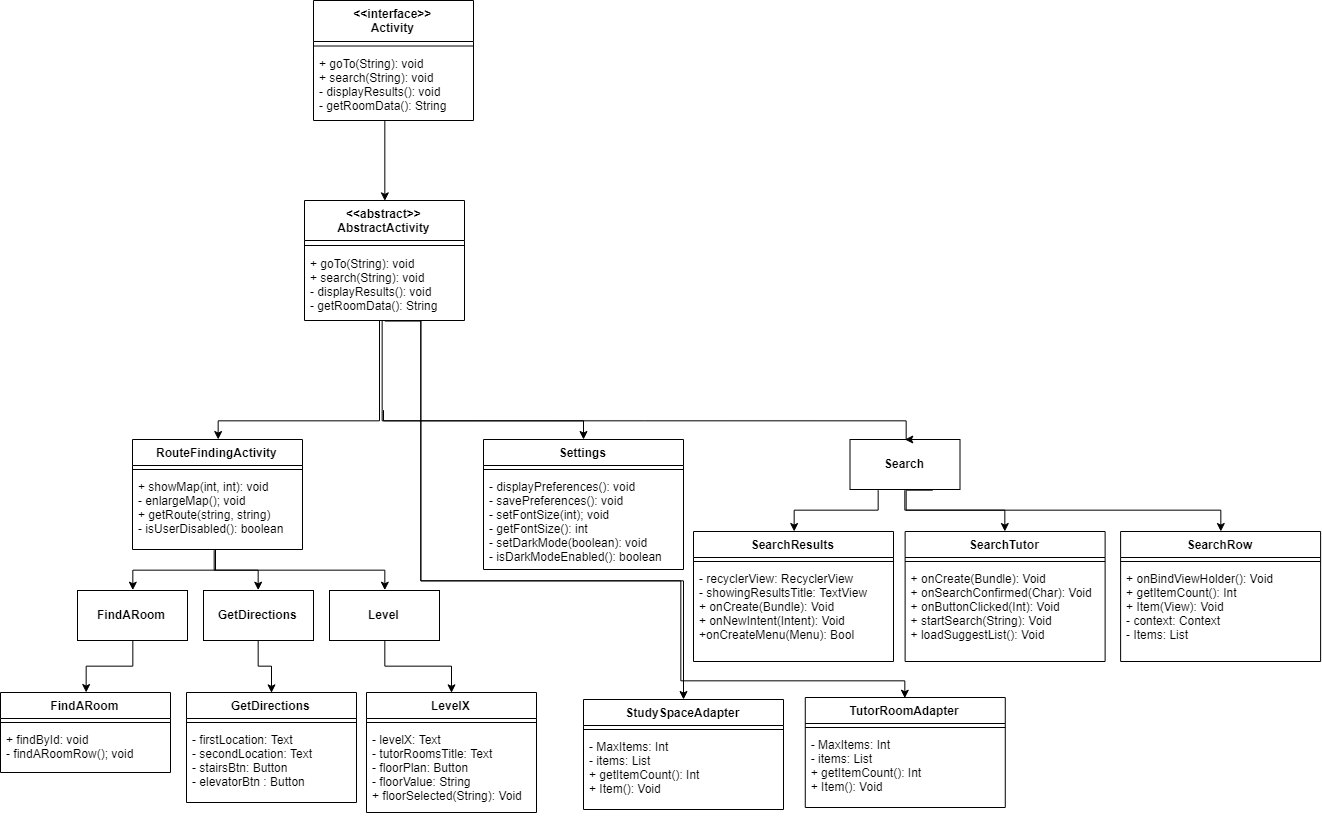 <<interface>>
Activity
+ goTo(String): void
+ search(String): void
- displayResults(): void
- getRoomData(): String
<<abstract>>
AbstractActivity
+ goTo(String): void
+ search(String): void
- displayResults(): void
- getRoomData(): String
RouteFindingActivity
+ showMap(int, int): void
- enlargeMap(); void
+ getRoute(string, string)
- isUserDisabled(): boolean
Settings
- displayPreferences(): void
- savePreferences(): void
- setFontSize(int); void
- getFontSize(): int
- setDarkMode(boolean): void
- isDarkModeEnabled(): boolean
Search
SearchResults
- recyclerView: RecyclerView
- showingResultsTitle: TextView
+ onCreate(Bundle): Void
+ onNewIntent(Intent): Void
+onCreateMenu(Menu): Bool
SearchTutor
+ onCreate(Bundle): Void
+ onSearchConfirmed(Char): Void
+ onButtonClicked(Int): Void
+ startSearch(String): Void
+ loadSuggestList(): Void
SearchRow
+ onBindViewHolder(): Void
+ getItemCount(): Int
+ Item(View): Void
- context: Context
- Items: List
FindARoom
GetDirections
Level
FindARoom
+ findById: void
- findARoomRow(); void
GetDirections
- firstLocation: Text
- secondLocation: Text
- stairsBtn: Button
- elevatorBtn : Button
LevelX
- levelX: Text
- tutorRoomsTitle: Text
- floorPlan: Button
- floorValue: String
+ floorSelected(String): Void
StudySpaceAdapter
- MaxItems: Int
- items: List
+ getItemCount(): Int
+ Item(): Void
TutorRoomAdapter
- MaxItems: Int
- items: List
+ getItemCount(): Int
+ Item(): Void